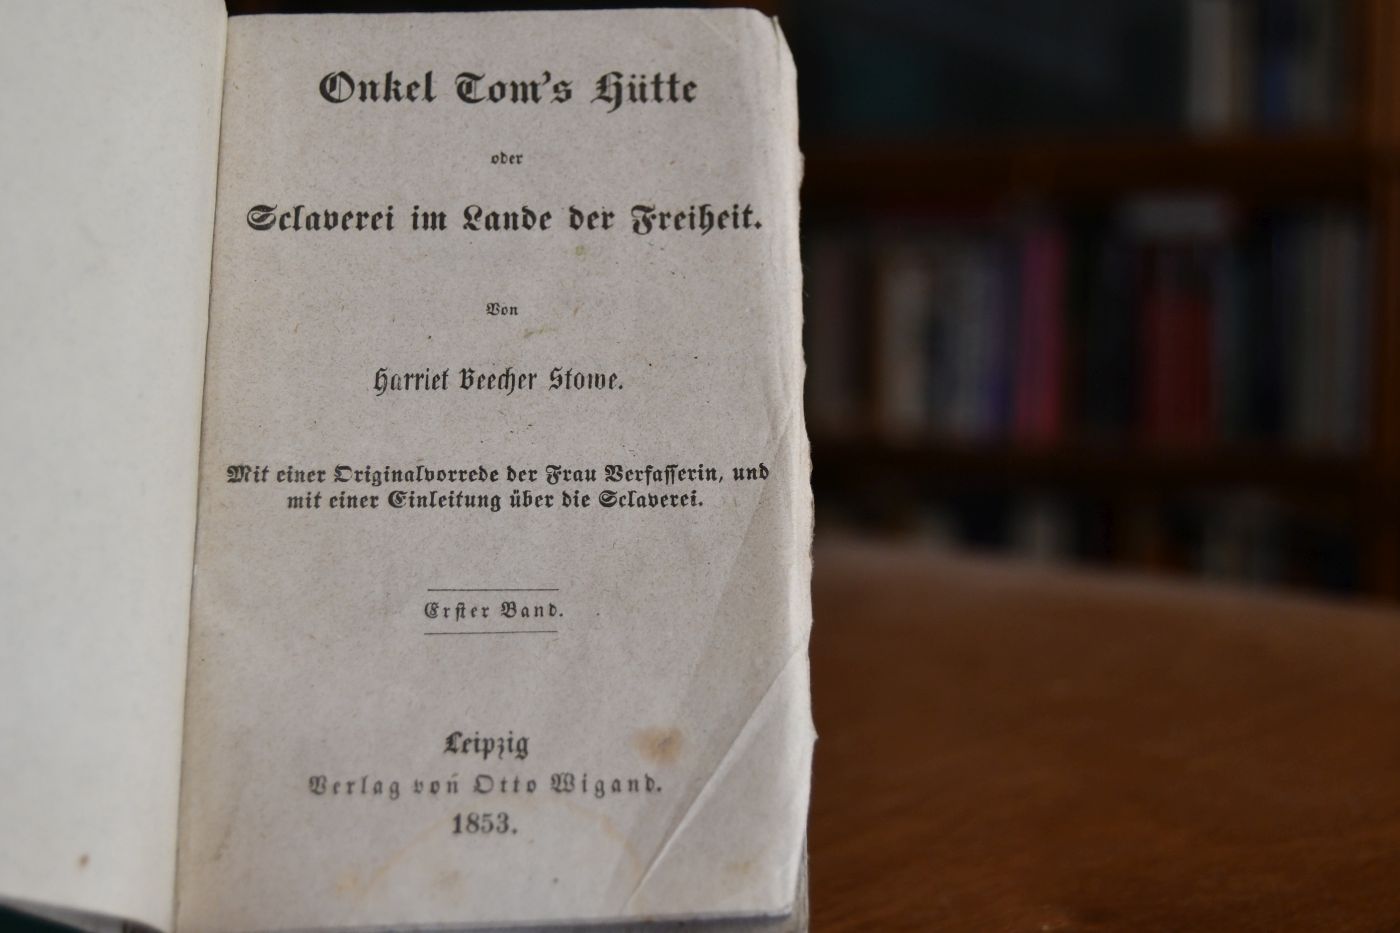 Onkel Tom's Hütte
oder
Sclaverei im Lande der Freiheit.
Von
Harriet Beecher Stowe.
Mit einer Originalvorrede der Frau Verfasserin, und
mit einer Einleitung über die Sclaverei.
Erster Band.
Leipzig
Verlag von Otto Wigand.
1853.